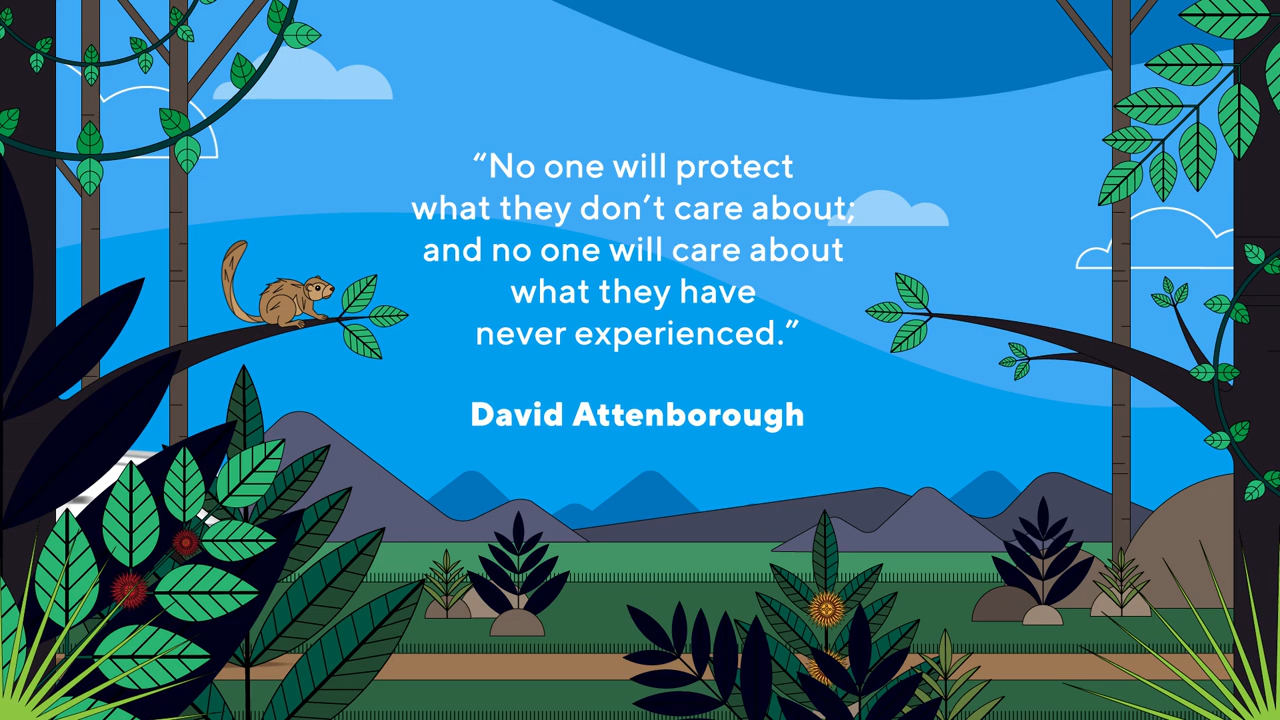 “No one will protect
what they don’t care about;
and no one will care about
what they have
never experienced.”
David Attenborough